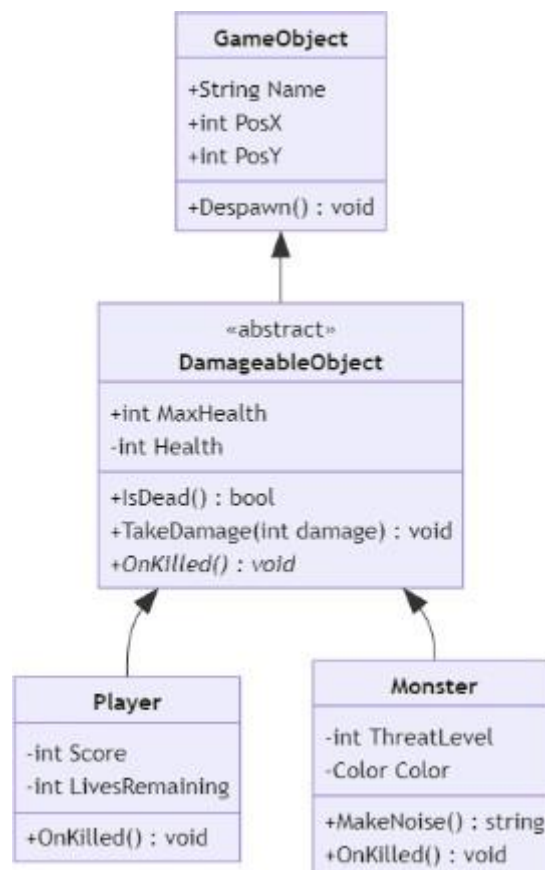 GameObject
+String Name
+int PosX
+int PosY
+Despawn() : void
«abstract»
DamageableObject
+int MaxHealth
-int Health
+IsDead() : bool
+TakeDamage(int damage) : void
+OnKilled() : void
Player
-int Score
-int LivesRemaining
+OnKilled() : void
Monster
-int ThreatLevel
-Color Color
+MakeNoise() : string
+OnKilled() : void